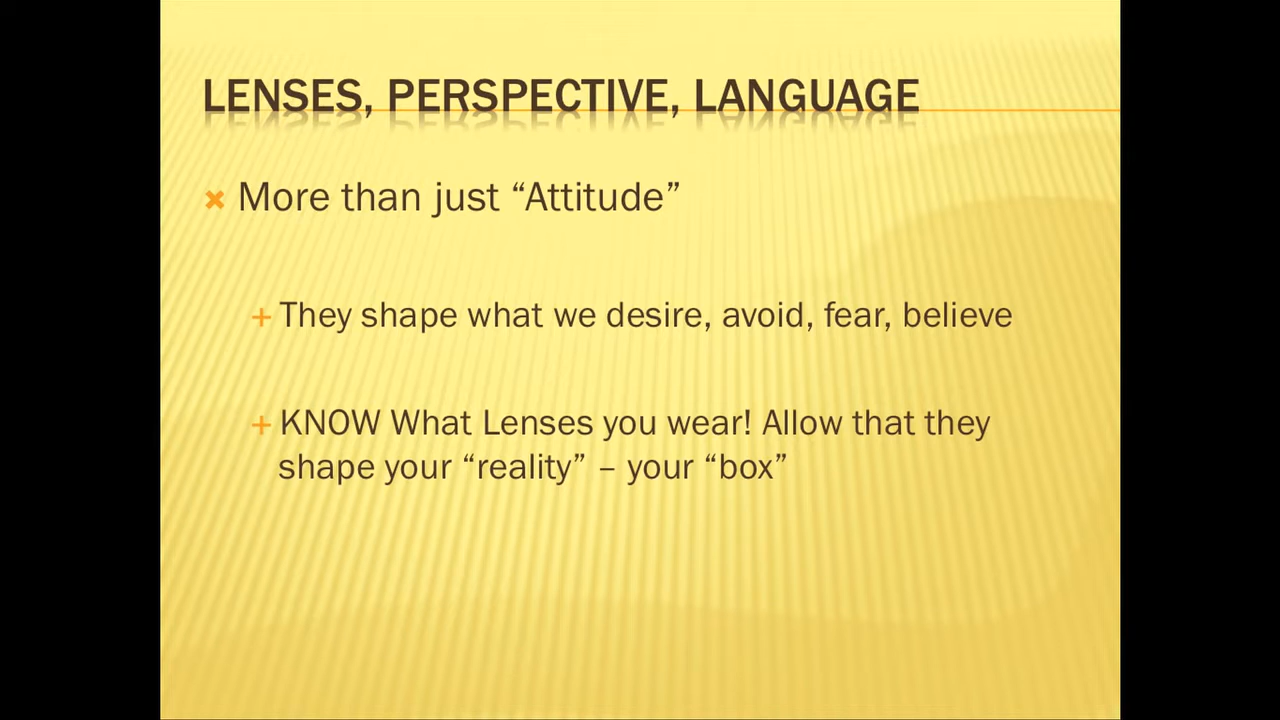 LENSES, PERSPECTIVE, LANGUAGE
More than just “Attitude”
They shape what we desire, avoid, fear, believe
KNOW What Lenses you wear! Allow that they
shape your “reality” – your “box”